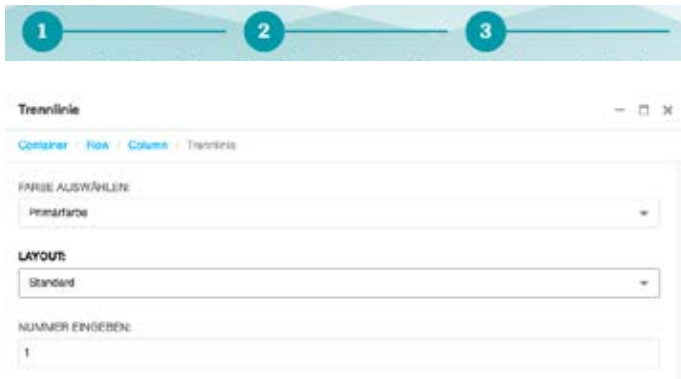 1 2 3
Trennlinie
Container / Row / Column / Trennlinie
FARBE AUSWÄHLEN:
Primärfarbe
LAYOUT:
Standard
NUMMER EINGEBEN:
1